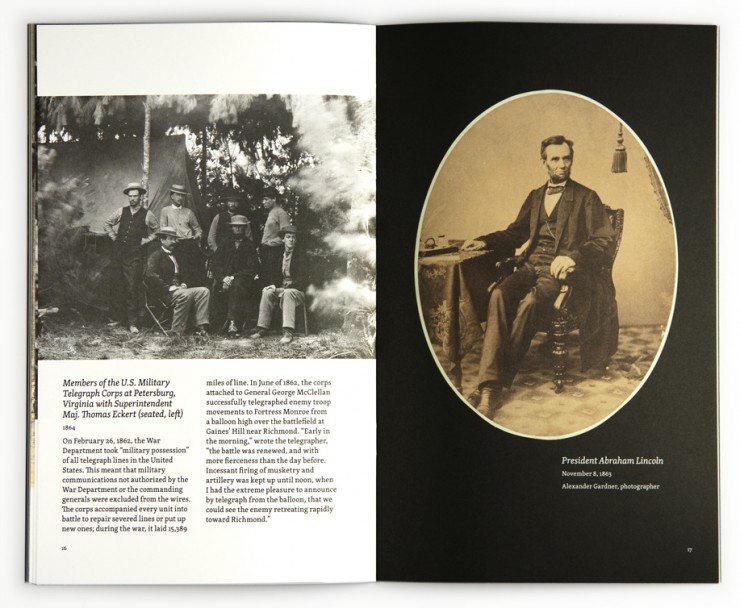 Members of the U.S. Military
Telegraph Corps at Petersburg,
Virginia with Superintendent
Maj. Thomas Eckert (seated, left)
1864
On February 26, 1862, the War
Department took “military possession”
of all telegraph lines in the United
States. This meant that military
communications not authorized by the
War Department or the commanding
generals were excluded from the wires.
The corps accompanied every unit into
battle to repair severed lines or put up
new ones; during the war, it laid 15,389
miles of line. In June of 1862, the corps
attached to General George McClellan
successfully telegraphed enemy troop
movements to Fortress Monroe from
a balloon high over the battlefield at
Gaines’ Hill near Richmond. “Early in
the morning,” wrote the telegrapher,
“the battle was renewed, and with
more fierceness than the day before.
Incessant firing of musketry and
artillery was kept up until noon, when
I had the extreme pleasure to announce
by telegraph from the balloon, that we
could see the enemy retreating rapidly
toward Richmond.”
16
President Abraham Lincoln
November 8, 1863
Alexander Gardner, photographer
17